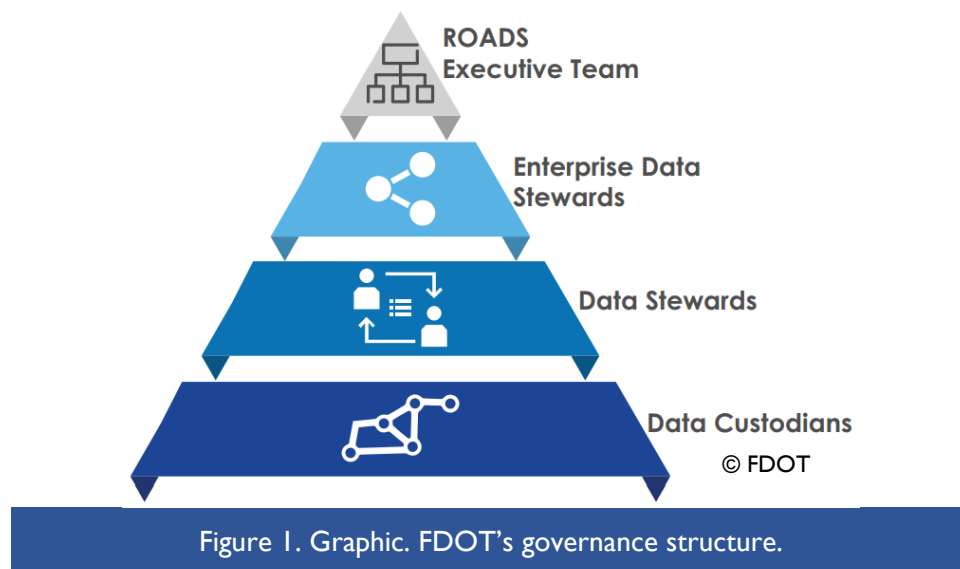 ROADS
Executive Team
Enterprise Data
Stewards
Data Stewards
Data Custodians
© FDOT
Figure 1. Graphic. FDOT’s governance structure.